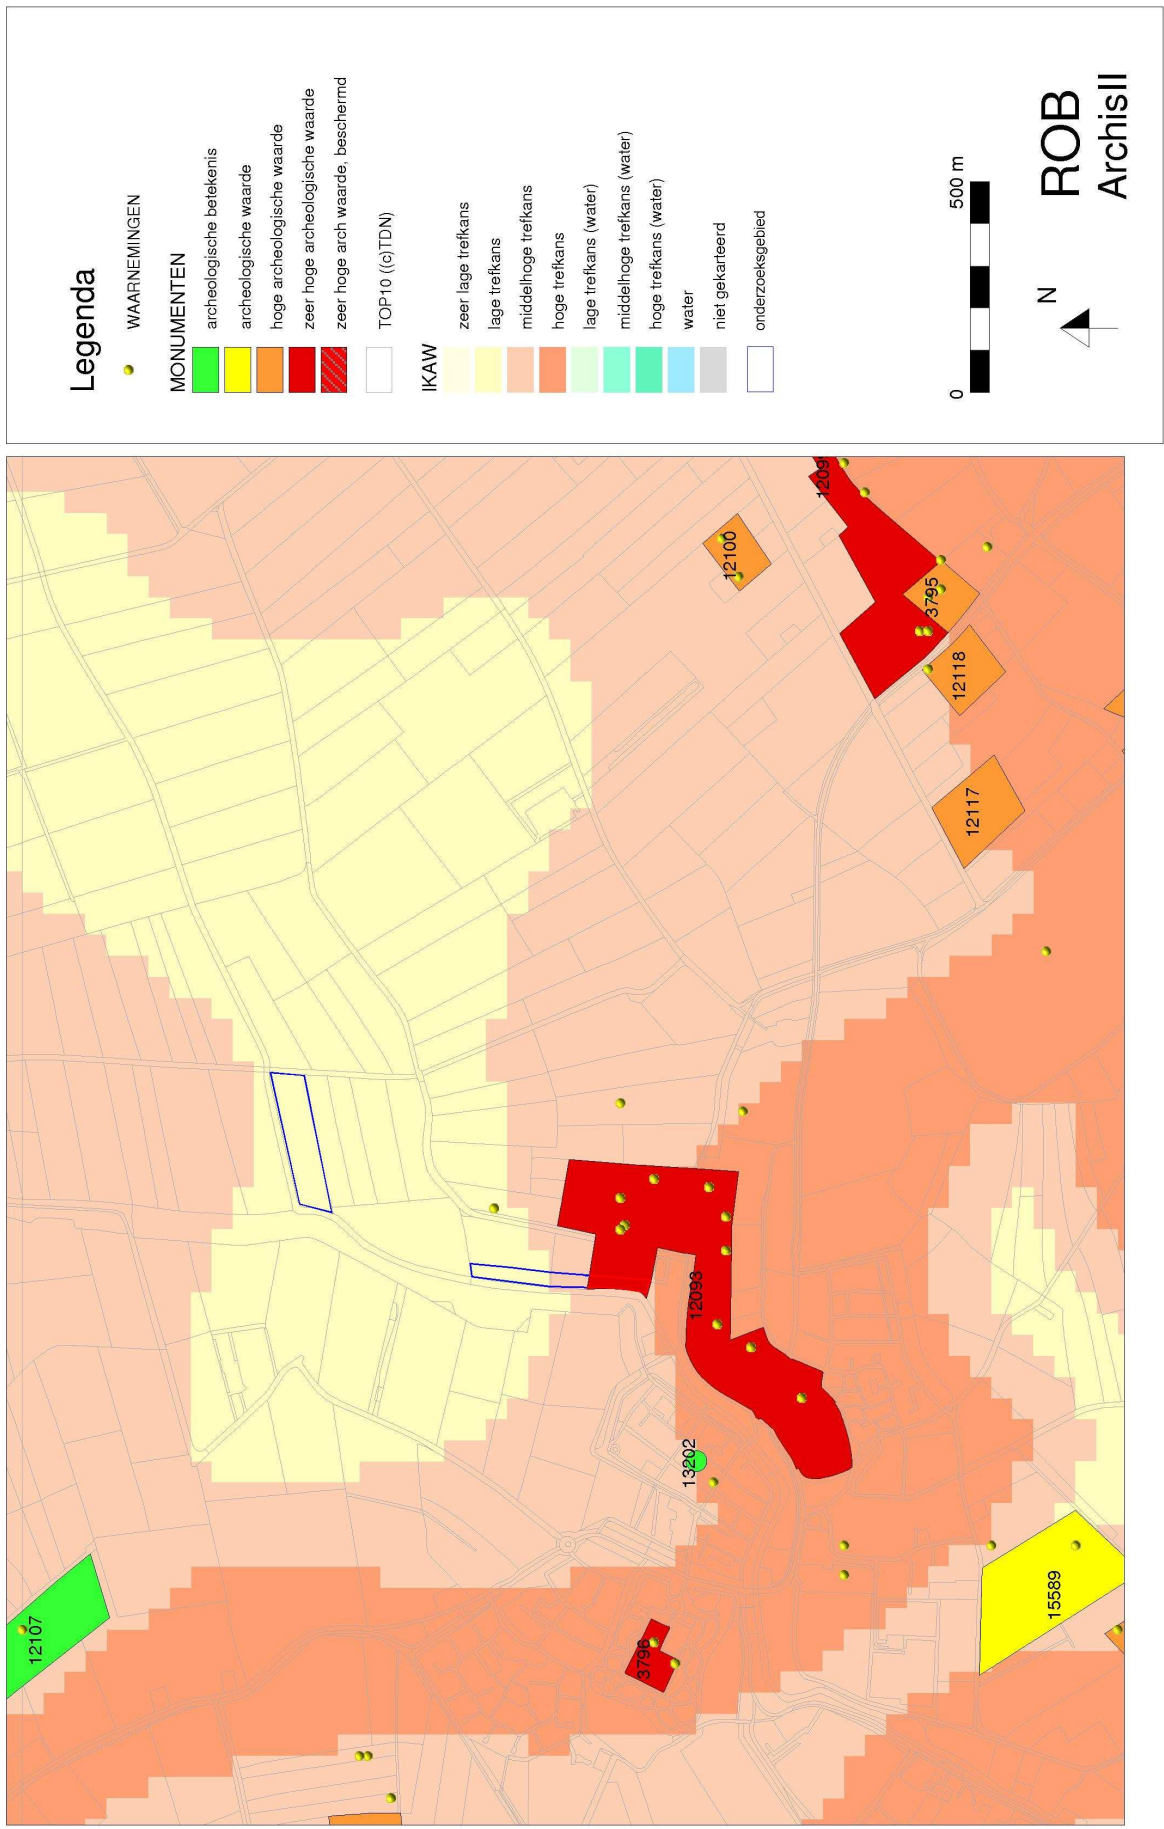 Legenda
WAARNEMINGEN
MONUMENTEN
archeologische betekenis
archeologische waarde
hoge archeologische waarde
zeer hoge archeologische waarde
zeer hoge arch waarde, beschermd
TOP10 ((c)TDN)
IKAW
zeer lage trefkans
lage trefkans
middelhoge trefkans
hoge trefkans
lage trefkans (water)
middelhoge trefkans (water)
hoge trefkans (water)
water
niet gekarteerd
onderzoeksgebied
0
500 m
N
ROB
ArchisII
12107
3796
13202
12093
15589
12117
12118
3795
12100